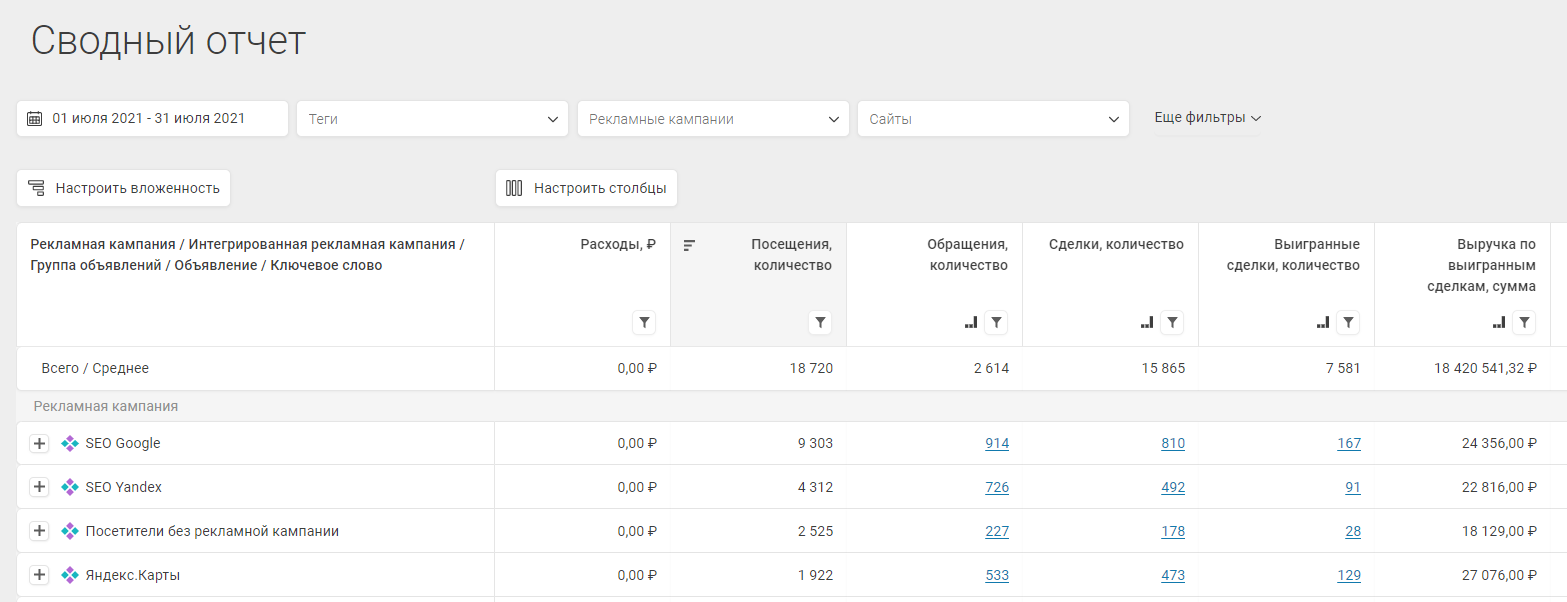 Сводный отчет
01 июля 2021 - 31 июля 2021 Теги Рекламные кампании Сайты Еще фильтры
Настроить вложенность Настроить столбцы
Рекламная кампания / Интегрированная рекламная кампания /
Группа объявлений / Объявление / Ключевое слово
Расходы, ₽
Посещения,
количество
Обращения,
количество
Сделки, количество
Выигранные
сделки, количество
Выручка по
выигранным
сделкам, сумма
Всего / Среднее 0,00 ₽ 18 720 2 614 15 865 7 581 18 420 541,32 ₽
Рекламная кампания
SEO Google 0,00 ₽ 9 303 914 810 167 24 356,00 ₽
SEO Yandex 0,00 ₽ 4 312 726 492 91 22 816,00 ₽
Посетители без рекламной кампании 0,00 ₽ 2 525 227 178 28 18 129,00 ₽
Яндекс.Карты 0,00 ₽ 1 922 533 473 129 27 076,00 ₽